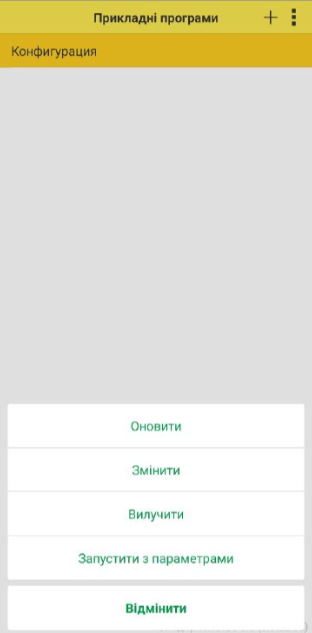 Прикладні програми
Конфигурация
Оновити
Змінити
Вилучити
Запустити з параметрами
Відмінити